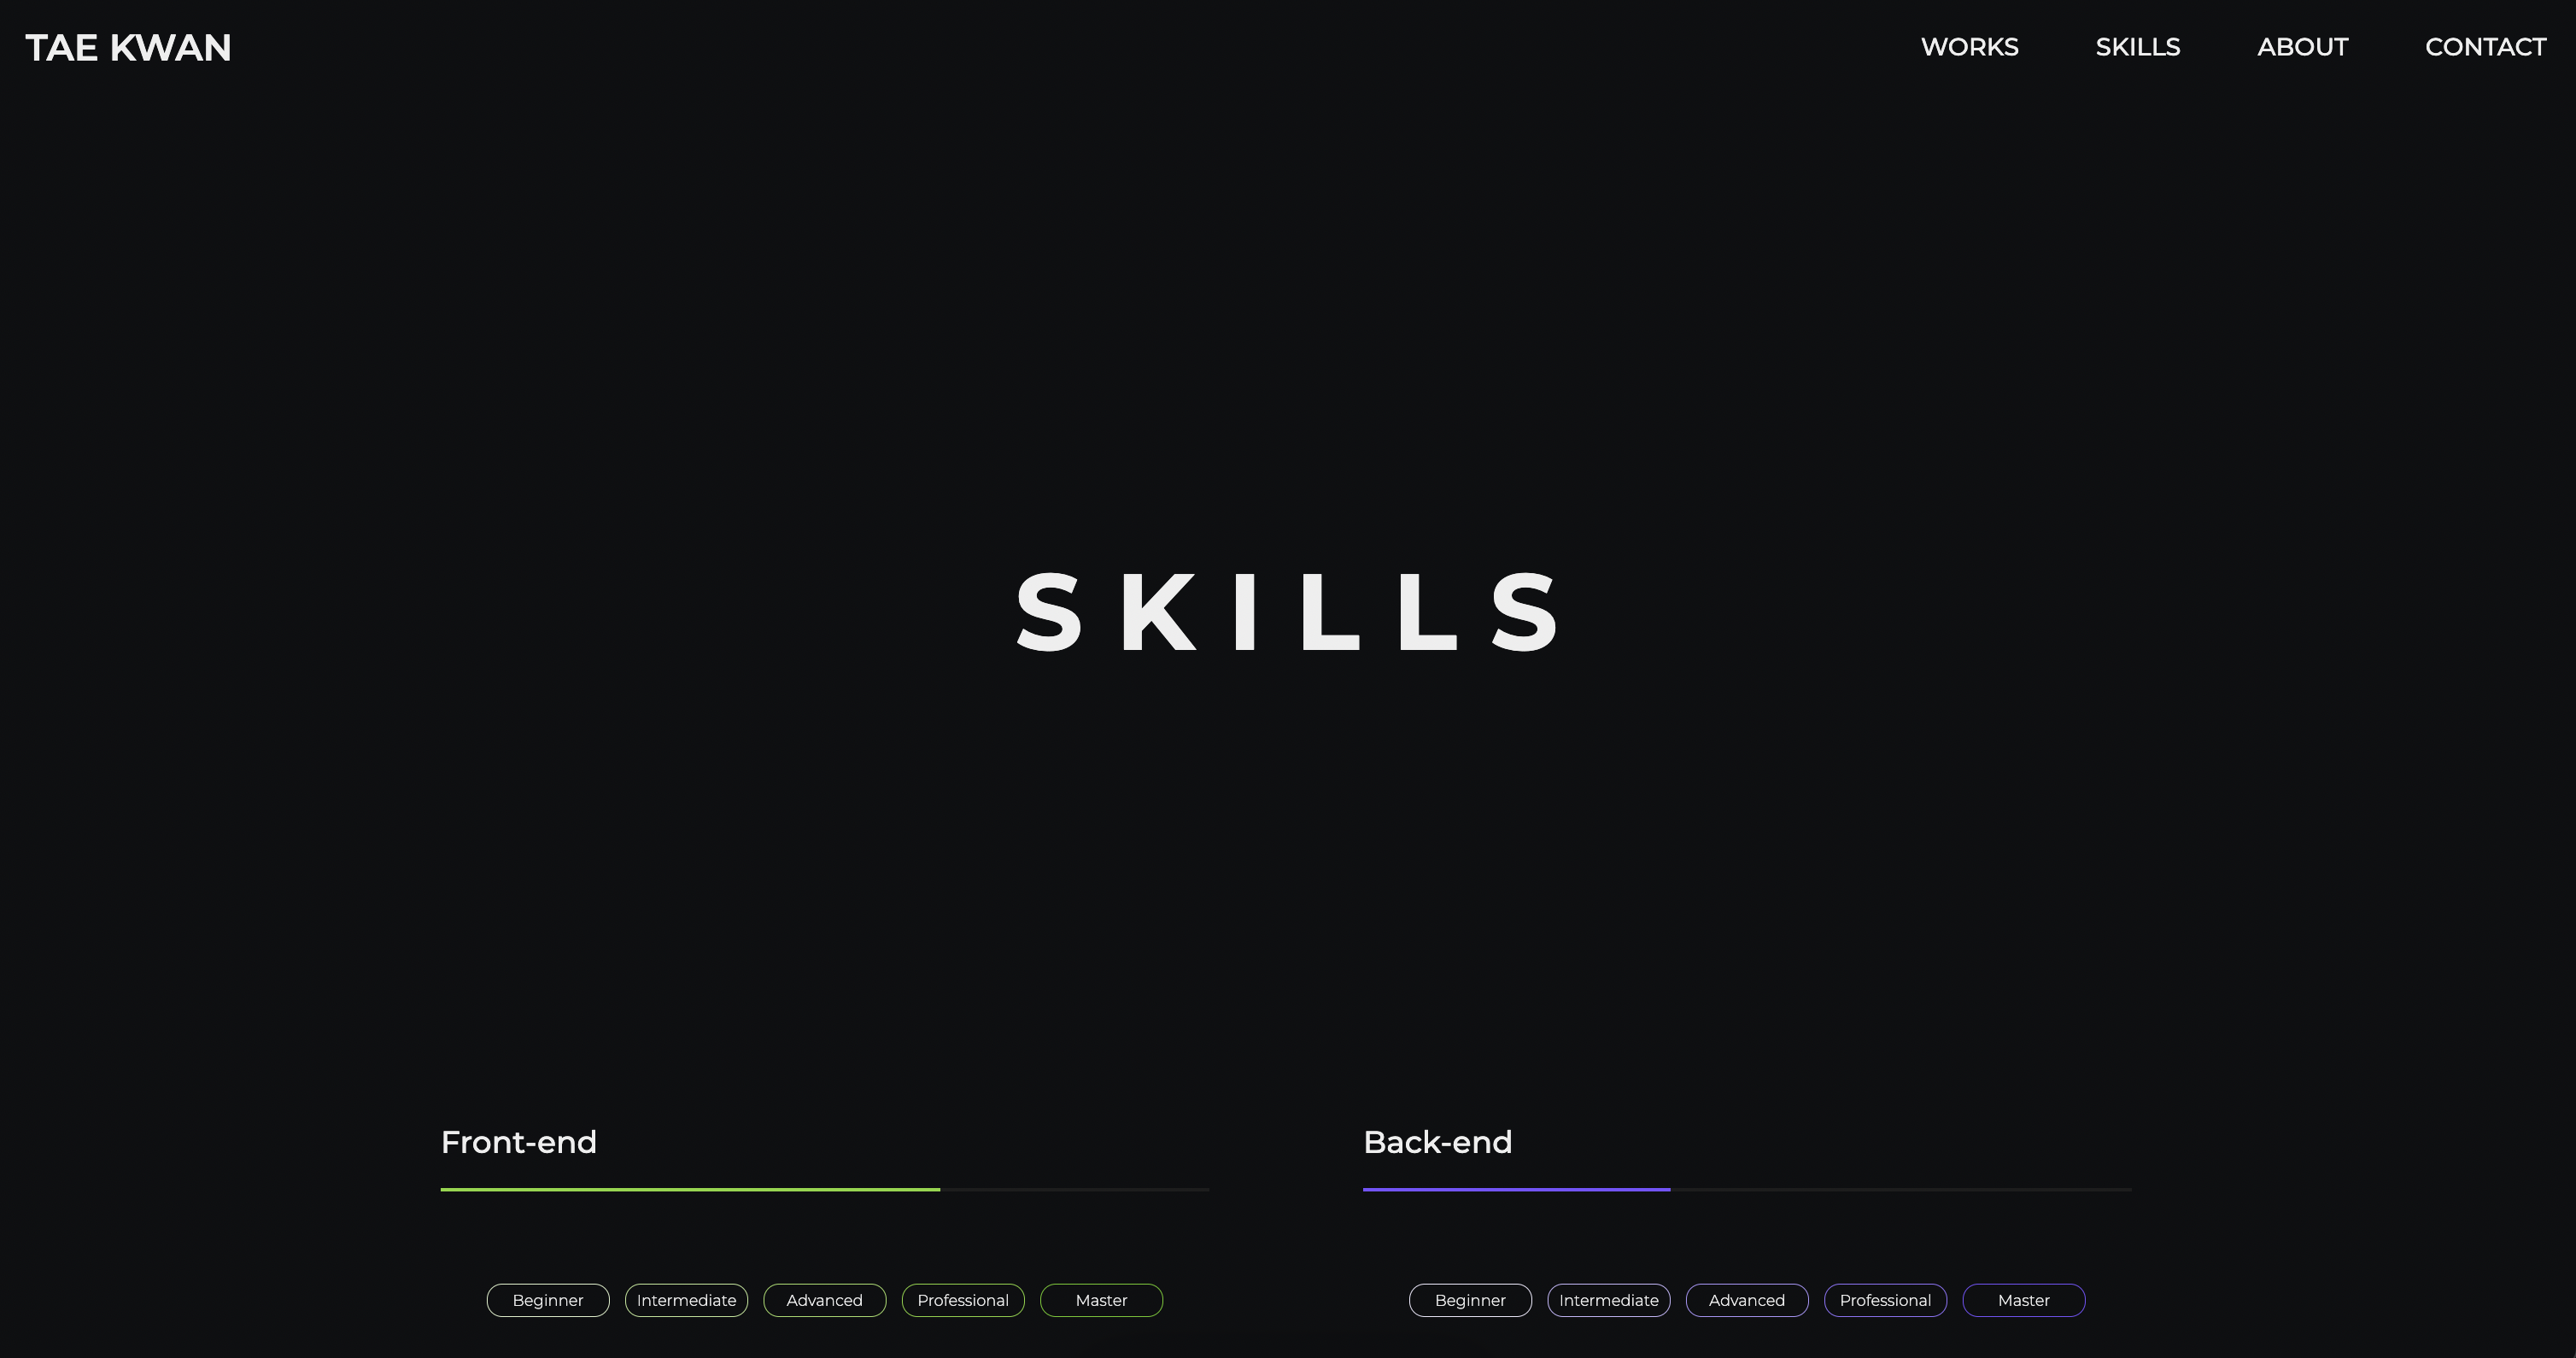 TAE KWAN
WORKS SKILLS ABOUT CONTACT
SKILLS
Front-end
Beginner Intermediate Advanced Professional Master
Back-end
Beginner Intermediate Advanced Professional Master